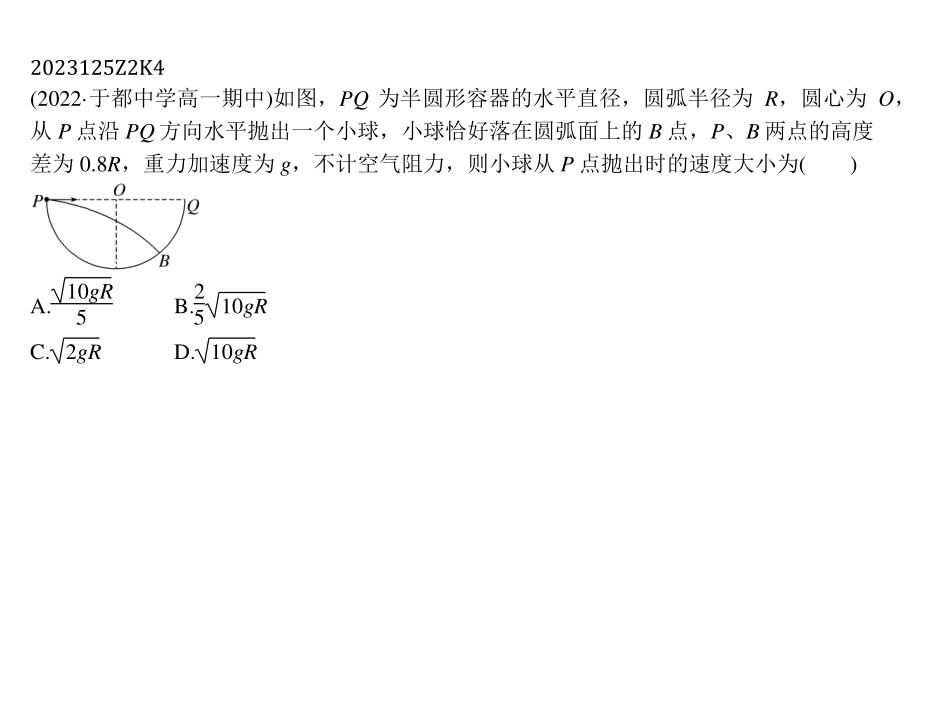 2023125Z2K4
(2022·于都中学高一期中)如图，PQ 为半圆形容器的水平直径，圆弧半径为 R，圆心为 O，
从 P 点沿 PQ 方向水平抛出一个小球，小球恰好落在圆弧面上的 B 点，P、B 两点的高度
差为 0.8R，重力加速度为 g，不计空气阻力，则小球从 P 点抛出时的速度大小为(　　)
P O Q
B
A.\frac{\sqrt{10gR}}{5} B.\frac{2}{5}\sqrt{10gR}
C.\sqrt{2gR} D.\sqrt{10gR}